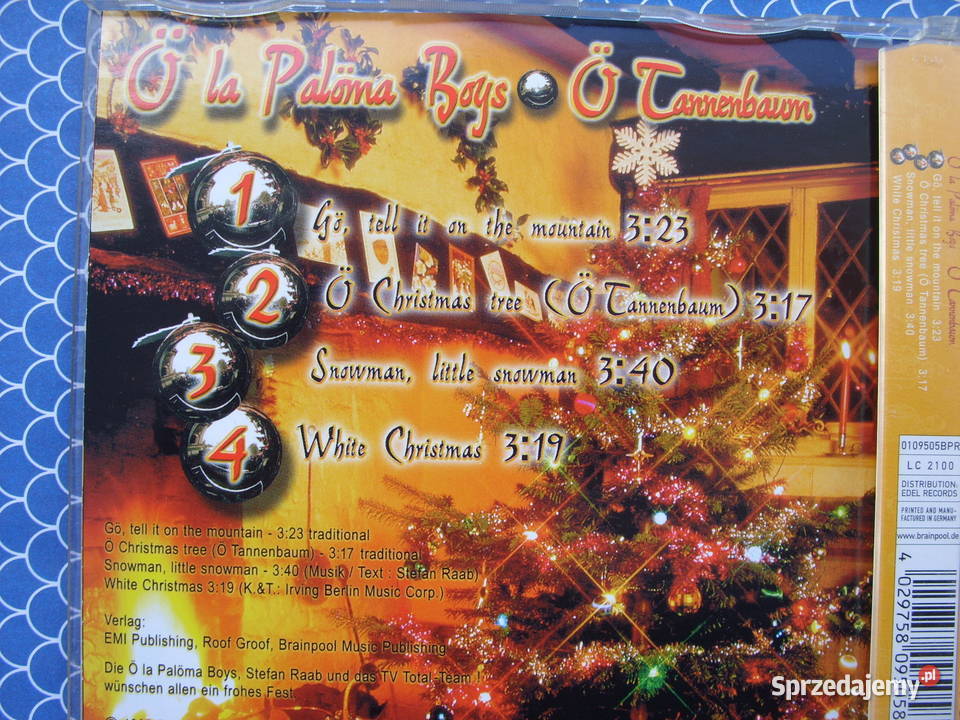 Ö la Palöma Boys Ö Tannenbaum
1 Gö, tell it on the mountain 3:23
2 Ö Christmas tree (Ö Tannenbaum) 3:17
3 Snowman, little snowman 3:40
4 White Christmas 3:19
Gö, tell it on the mountain - 3:23 traditional
Ö Christmas tree (Ö Tannenbaum) - 3:17 traditional
Snowman, little snowman - 3:40 (Musik / Text : Stefan Raab)
White Christmas 3:19 (K.&T.: Irving Berlin Music Corp.)
Verlag:
EMI Publishing, Roof Groof, Brainpool Music Publishing
Die Ö la Palöma Boys, Stefan Raab und das TV Total-Team
wünschen allen ein frohes Fest.
Ö la Palöma Boys Ö Tannenbaum
Gö, tell it on the mountain 3:23
Ö Christmas tree (Ö Tannenbaum) 3:17
Snowman, little snowman 3:40
White Christmas 3:19
0109505BPR
LC 2100
DISTRIBUTION:
EDEL RECORDS
PRINTED AND MANU-
FACTURED IN GERMANY
www.brainpool.de
4 029758 09
58
Sprzedajemy.pl